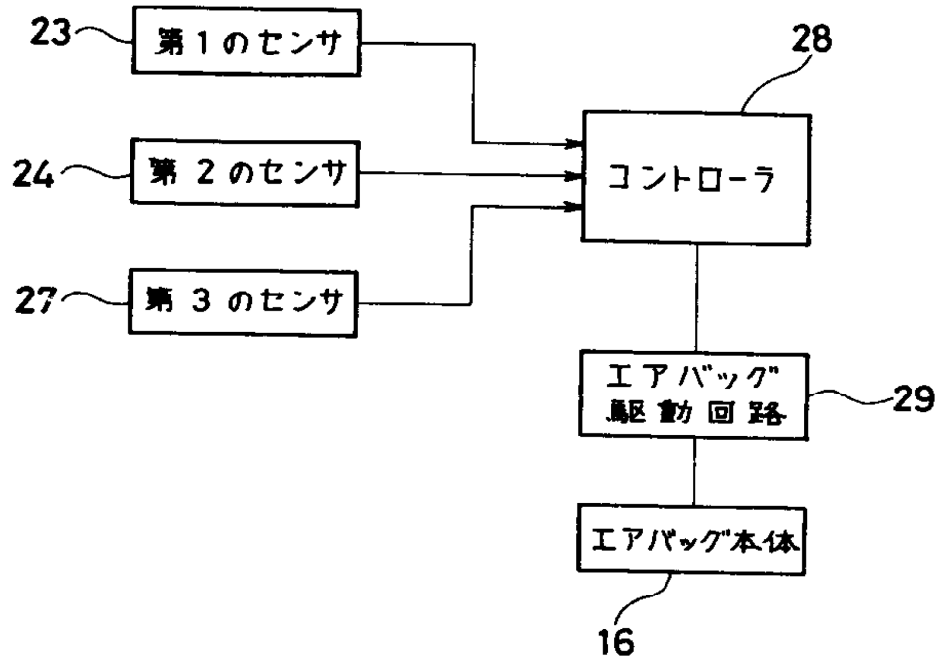 23
第1のセンサ
28
24
第2のセンサ
コントローラ
27
第3のセンサ
エアバッグ
駆動回路
29
エアバッグ本体
16